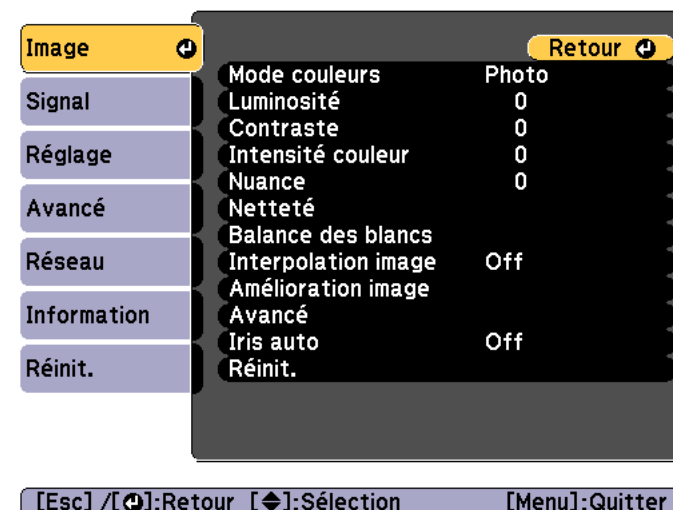 Image
Signal
Réglage
Avancé
Réseau
Information
Réinit.
Retour
Mode couleurs Photo
Luminosité 0
Contraste 0
Intensité couleur 0
Nuance 0
Netteté
Balance des blancs
Interpolation image Off
Amélioration image
Avancé
Iris auto Off
Réinit.
[Esc] /[⏎]:Retour [◆]:Sélection [Menu]:Quitter